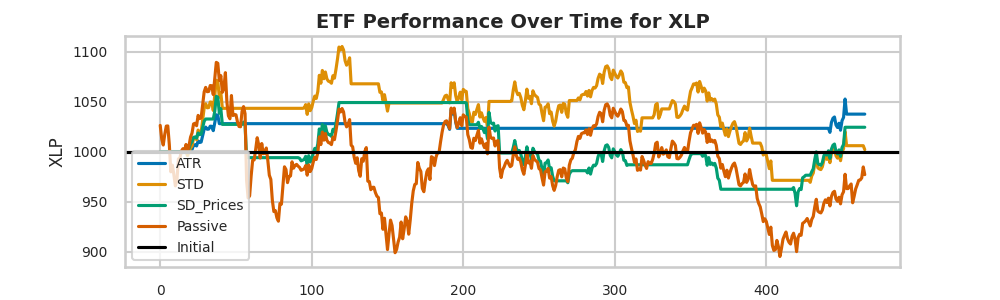 ETF Performance Over Time for XLP
XLP
1100
1050
1000
950
900
ATR
STD
SD_Prices
Passive
Initial
0
100
200
300
400